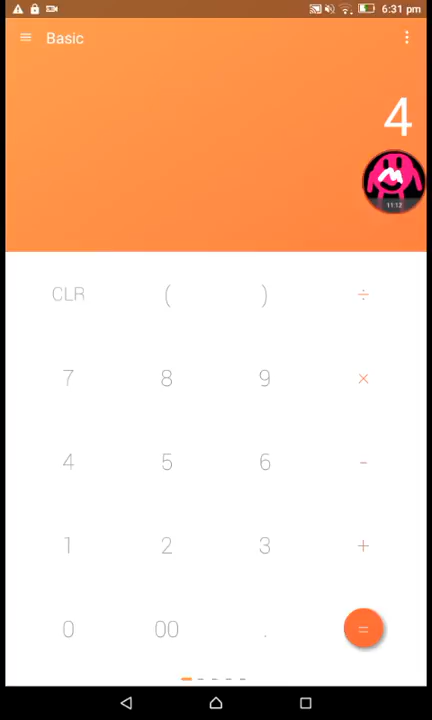 6:31 pm
Basic
4
M
11:12
CLR ( ) ÷
7 8 9 ×
4 5 6 -
1 2 3 +
0 00 . =